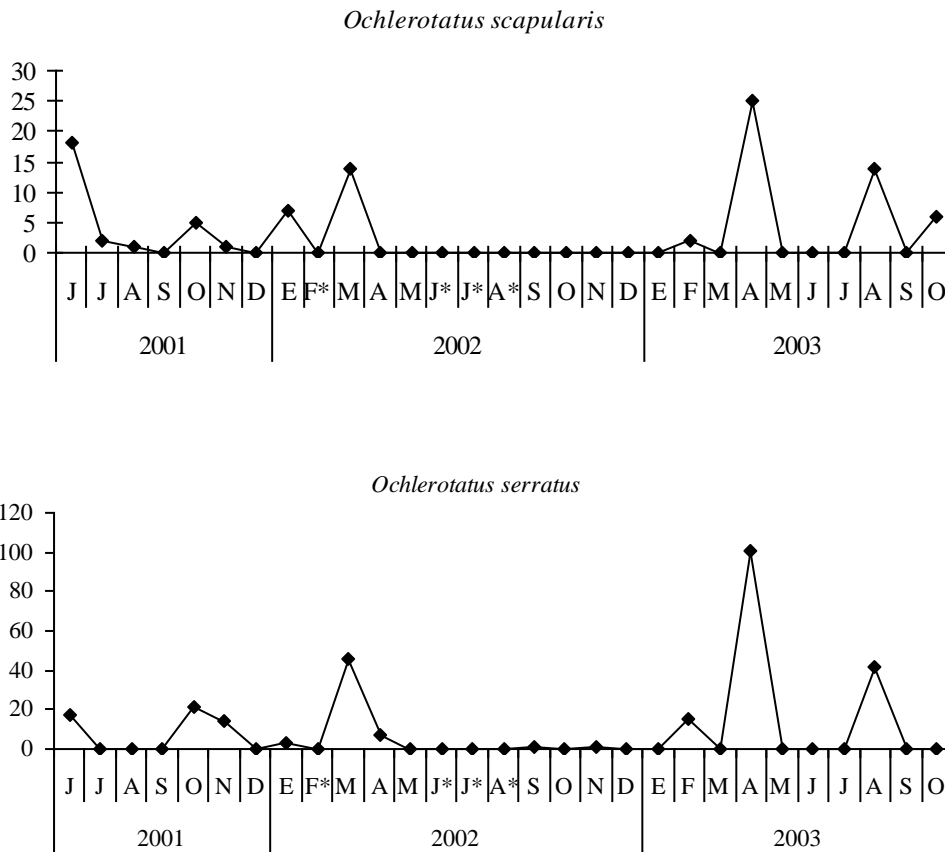 Ochlerotatus scapularis
30
25
20
15
10
5
0
J J A S O N D E F* M A M J* J* A* S O N D E F M A M J J A S O
2001 2002 2003
Ochlerotatus serratus
120
100
80
60
40
20
0
J J A S O N D E F* M A M J* J* A* S O N D E F M A M J J A S O
2001 2002 2003